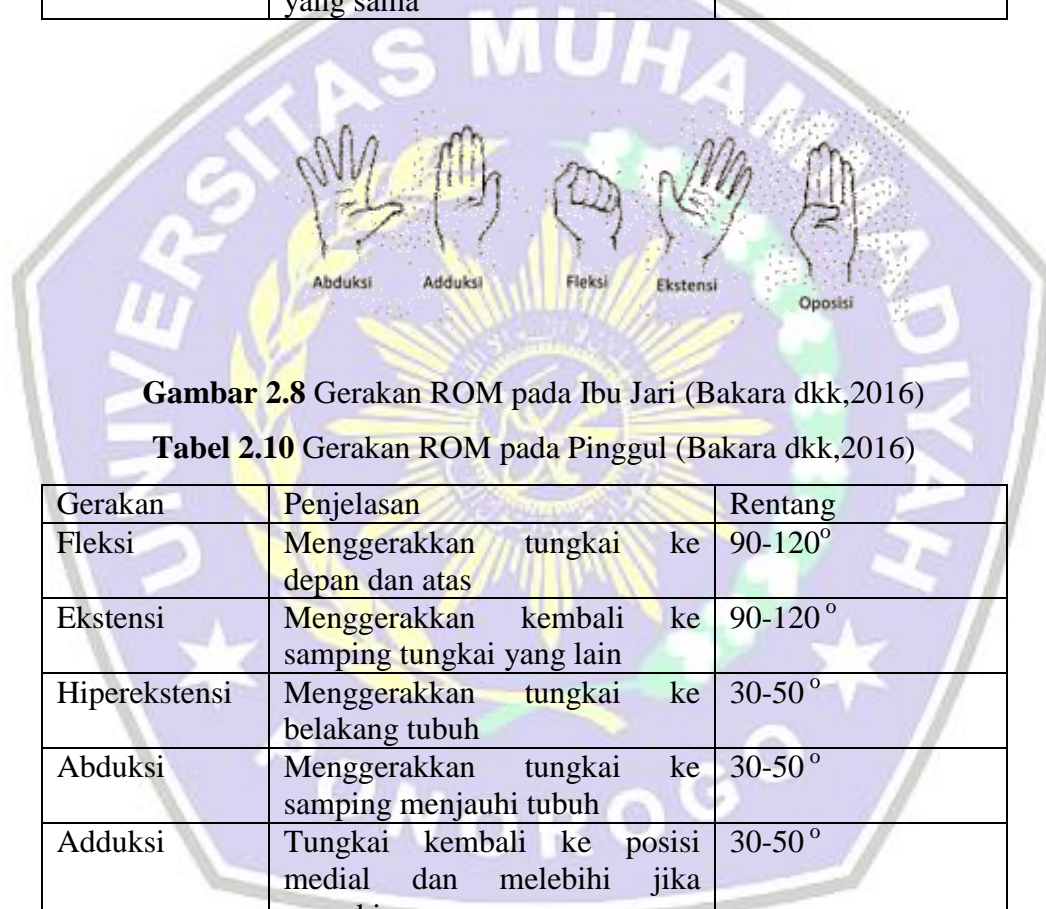 yang sama
UNIVERSITAS MUHAMMADIYAH
PONOROGO
Abduksi Adduksi Fleksi Ekstensi Oposisi
Gambar 2.8 Gerakan ROM pada Ibu Jari (Bakara dkk,2016)
Tabel 2.10 Gerakan ROM pada Pinggul (Bakara dkk,2016)
Gerakan Penjelasan Rentang
Fleksi Menggerakkan tungkai ke 90-120°
depan dan atas
Ekstensi Menggerakkan kembali ke 90-120 °
samping tungkai yang lain
Hiperekstensi Menggerakkan tungkai ke 30-50 °
belakang tubuh
Abduksi Menggerakkan tungkai ke 30-50 °
samping menjauhi tubuh
Adduksi Tungkai kembali ke posisi 30-50 °
medial dan melebihi jika